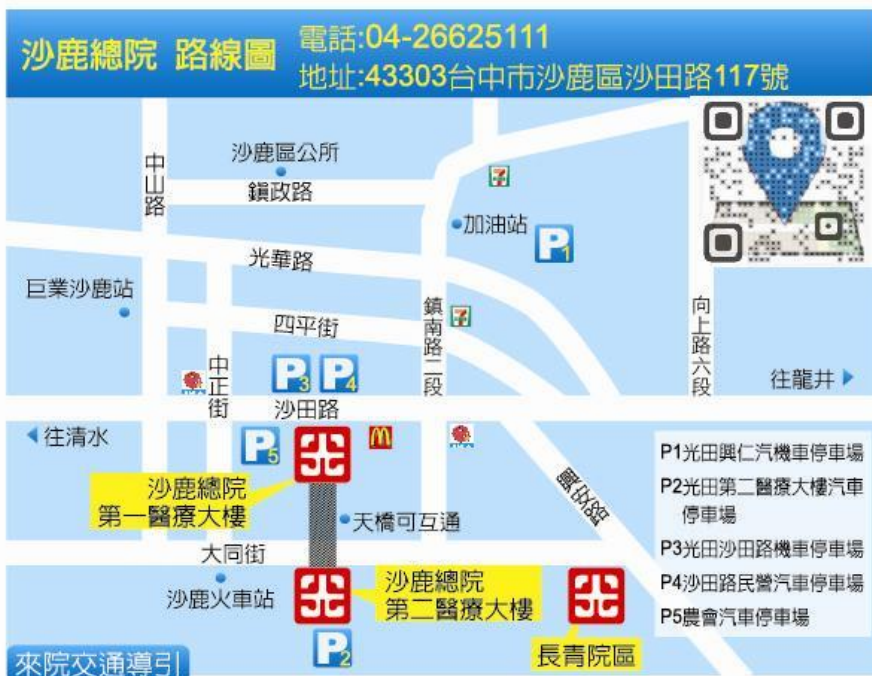 沙鹿總院 路線圖
電話:04-26625111
地址:43303台中市沙鹿區沙田路117號
中山路
沙鹿區公所
鎮政路
7
加油站
P1
光華路
巨業沙鹿站
四平街
鎮南路二段
7
向上路六段
中正街
P3
P4
往龍井
沙田路
往清水
P5
沙鹿總院
第一醫療大樓
天橋可互通
大同街
沙鹿火車站
沙鹿總院
第二醫療大樓
P2
長青院區
P1光田興仁汽機車停車場
P2光田第二醫療大樓汽車
停車場
P3光田沙田路機車停車場
P4沙田路民營汽車停車場
P5農會汽車停車場
來院交通導引